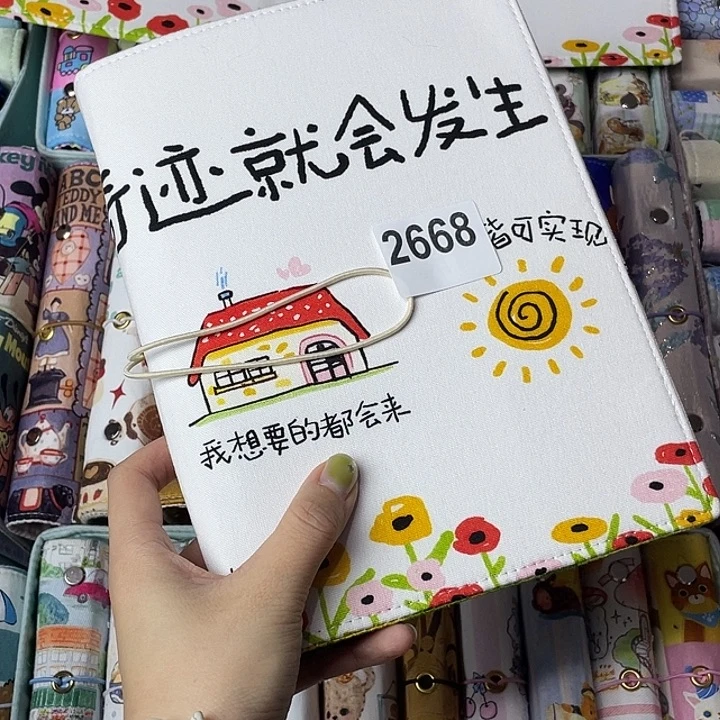 奇迹就会发生
2668
皆可实现
我想要的都会来
ABC
TEDDY
AND ME